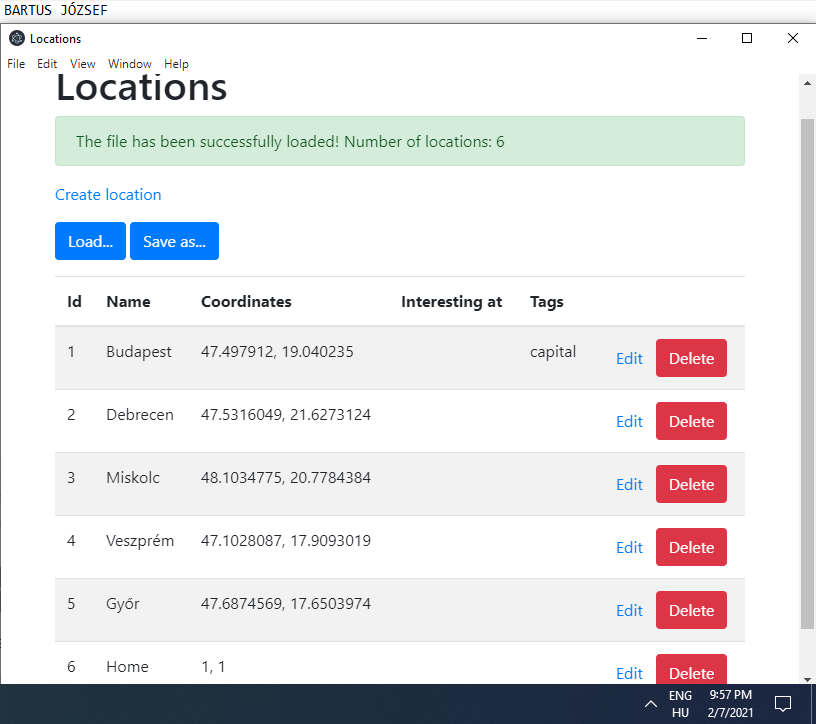 BARTUS JÓZSEF
Locations
File Edit View Window Help
Locations
The file has been successfully loaded! Number of locations: 6
Create location
Load... Save as...
Id Name Coordinates Interesting at Tags
1 Budapest 47.497912, 19.040235 capital Edit Delete
2 Debrecen 47.5316049, 21.6273124 Edit Delete
3 Miskolc 48.1034775, 20.7784384 Edit Delete
4 Veszprém 47.1028087, 17.9093019 Edit Delete
5 Győr 47.6874569, 17.6503974 Edit Delete
6 Home 1, 1 Edit Delete
ENG 9:57 PM
HU 2/7/2021